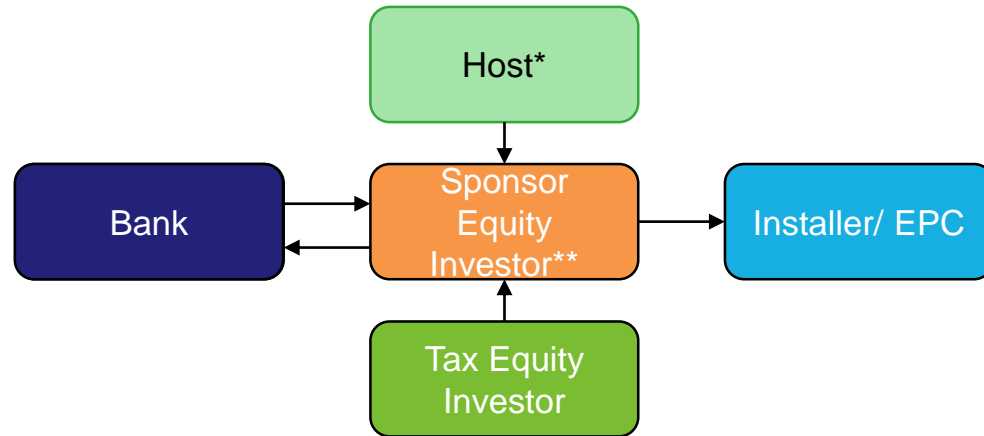 Host*
Bank
Sponsor
Equity
Investor**
Installer/ EPC
Tax Equity
Investor